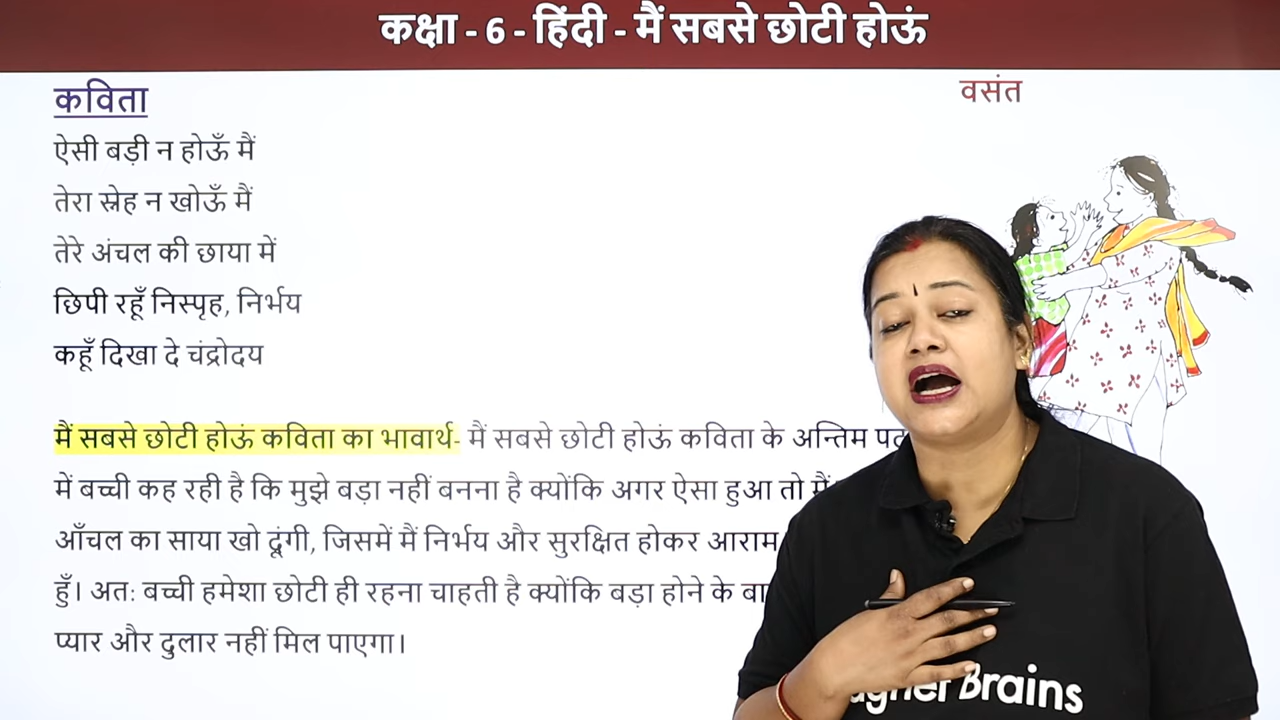 कक्षा - 6 - हिंदी - मैं सबसे छोटी होऊं
कविता
वसंत
ऐसी बड़ी न होऊँ मैं
तेरा स्नेह न खोऊँ मैं
तेरे अंचल की छाया में
छिपी रहूँ निस्पृह, निर्भय
कहूँ दिखा दे चंद्रोदय
मैं सबसे छोटी होऊं कविता का भावार्थ- मैं सबसे छोटी होऊं कविता के अन्तिम
में बच्ची कह रही है कि मुझे बड़ा नहीं बनना है क्योंकि अगर ऐसा हुआ तो मैं
आँचल का साया खो दूंगी, जिसमें मैं निर्भय और सुरक्षित होकर आराम
हुँ। अत: बच्ची हमेशा छोटी ही रहना चाहती है क्योंकि बड़ा होने के
प्यार और दुलार नहीं मिल पाएगा।
Brains